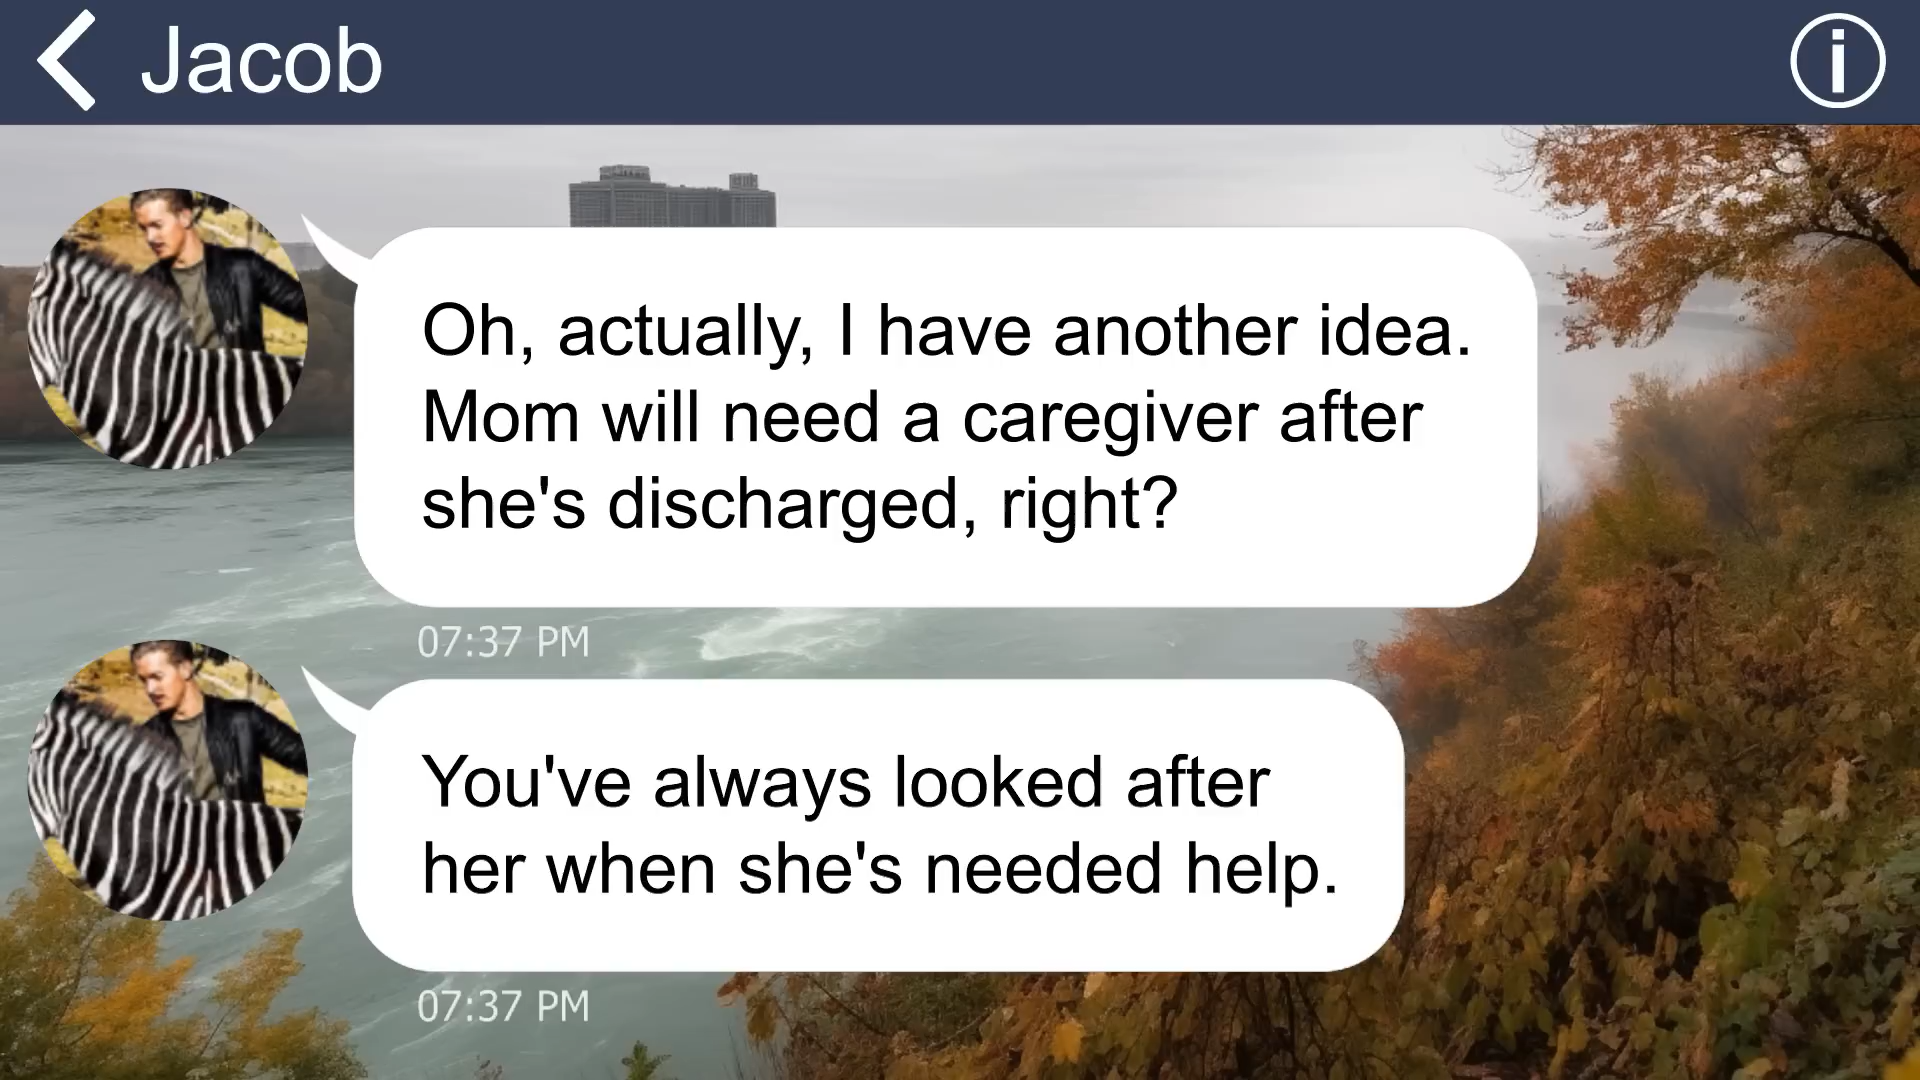 Jacob
Oh, actually, I have another idea.
Mom will need a caregiver after
she's discharged, right?
07:37 PM
You've always looked after
her when she's needed help.
07:37 PM